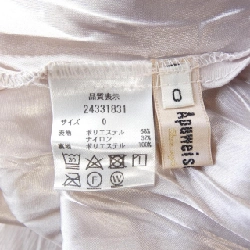 品質表示
24331831
サイズ 0
表地 ポリエステル 58%
ナイロン 37%
裏地 ポリエステル 100%
0
Apuweis